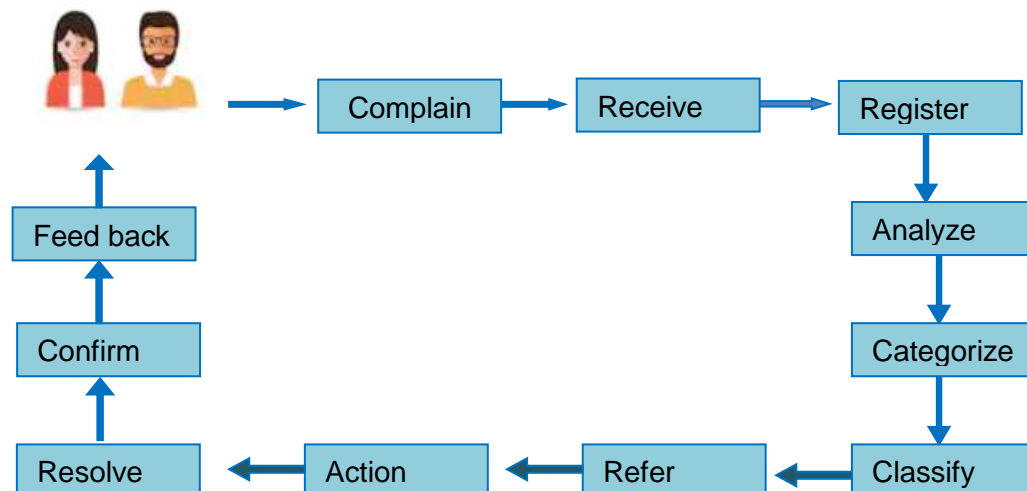 Complain
Receive
Register
Analyze
Categorize
Classify
Refer
Action
Resolve
Confirm
Feed back